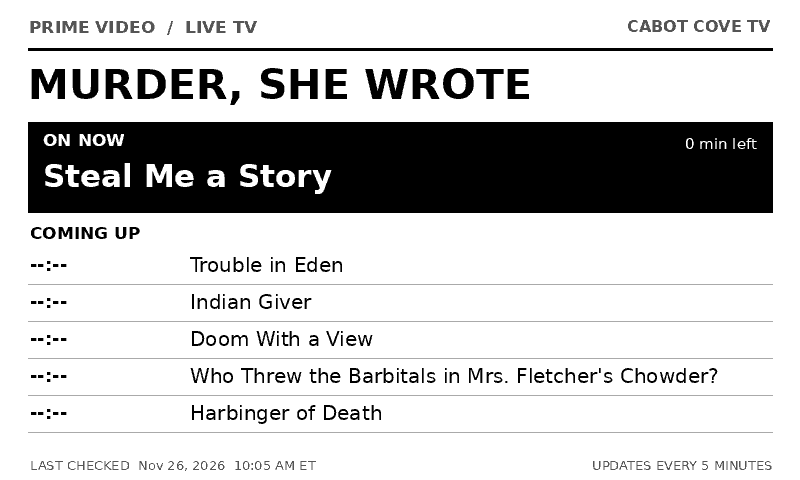 PRIME VIDEO / LIVE TV
CABOT COVE TV
MURDER, SHE WROTE
ON NOW
0 min left
Steal Me a Story
COMING UP
--:-- Trouble in Eden
--:-- Indian Giver
--:-- Doom With a View
--:-- Who Threw the Barbitals in Mrs. Fletcher's Chowder?
--:-- Harbinger of Death
LAST CHECKED Nov 26, 2026 10:05 AM ET
UPDATES EVERY 5 MINUTES